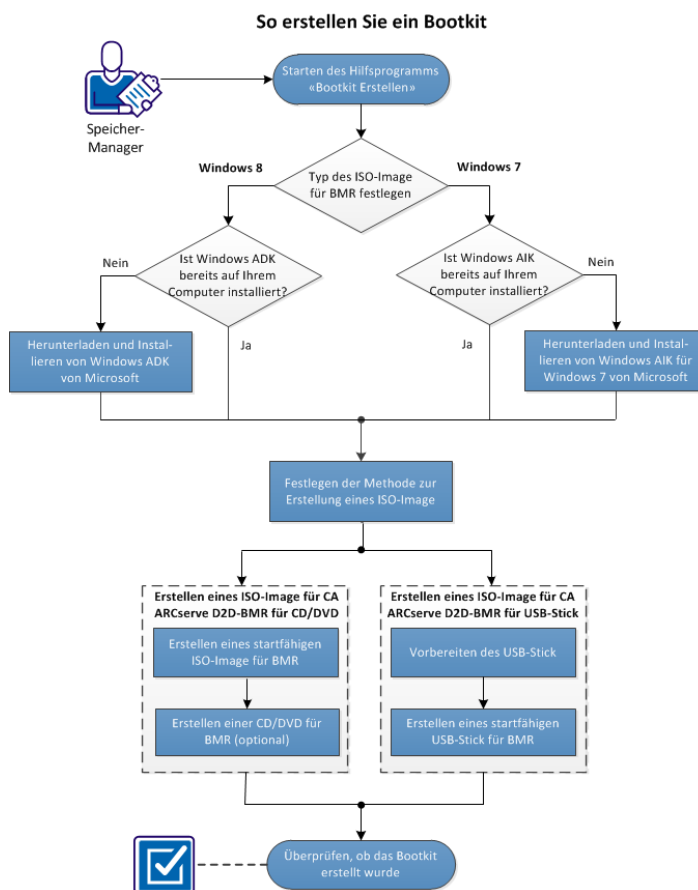 So erstellen Sie ein Bootkit
Starten des Hilfsprogramms
«Bootkit Erstellen»
Speicher-
Manager
Windows 8
Windows 7
Typ des ISO-Image
für BMR festlegen
Nein
Ist Windows ADK
bereits auf Ihrem
Computer installiert?
Ist Windows AIK
bereits auf Ihrem
Computer installiert?
Nein
Herunterladen und Instal-
lieren von Windows ADK
von Microsoft
Ja
Ja
Herunterladen und Instal-
lieren von Windows AIK für
Windows 7 von Microsoft
Festlegen der Methode zur
Erstellung eines ISO-Image
Erstellen eines ISO-Image für CA
ARCserve D2D-BMR für CD/DVD
Erstellen eines startfähigen
ISO-Image für BMR
Erstellen einer CD/DVD für
BMR (optional)
Erstellen eines ISO-Image für CA
ARCserve D2D-BMR für USB-Stick
Vorbereiten des USB-Stick
Erstellen eines startfähigen
USB-Stick für BMR
Überprüfen, ob das Bootkit
erstellt wurde